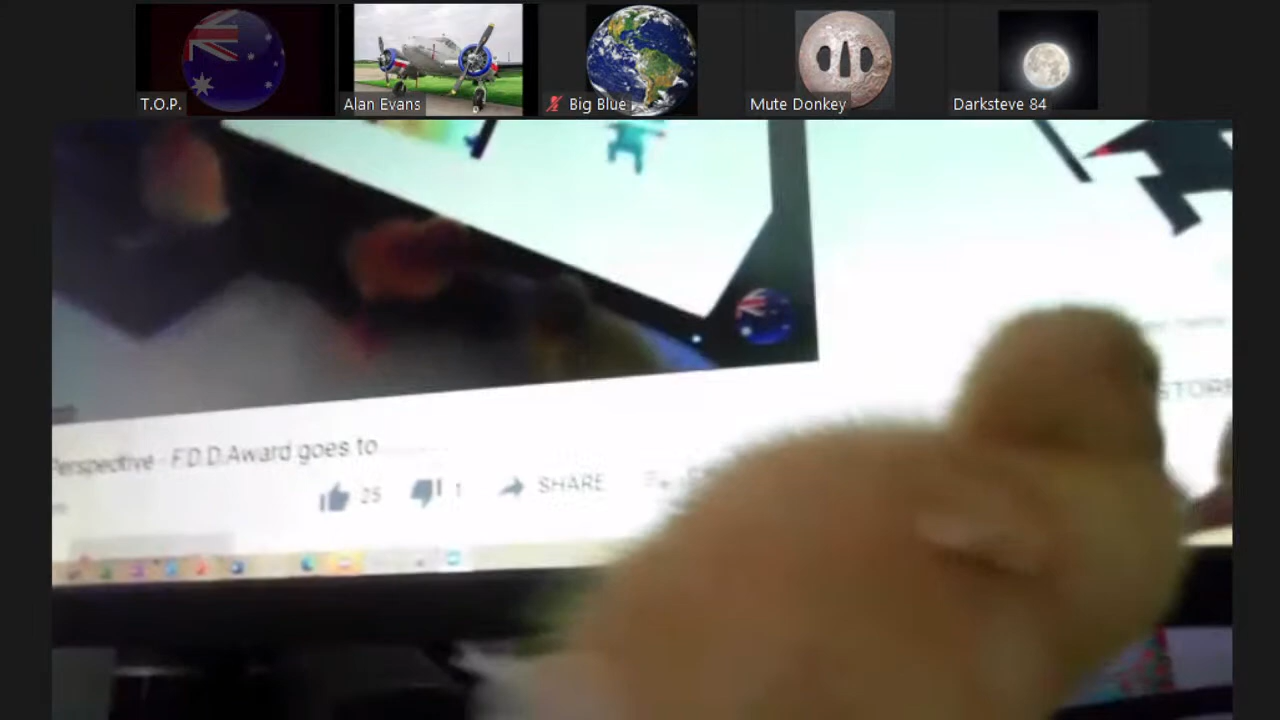 T.O.P.
Alan Evans
Big Blue
Mute Donkey
Darksteve 84
Perspective - F.D.D.Award goes to
25
1
SHARE